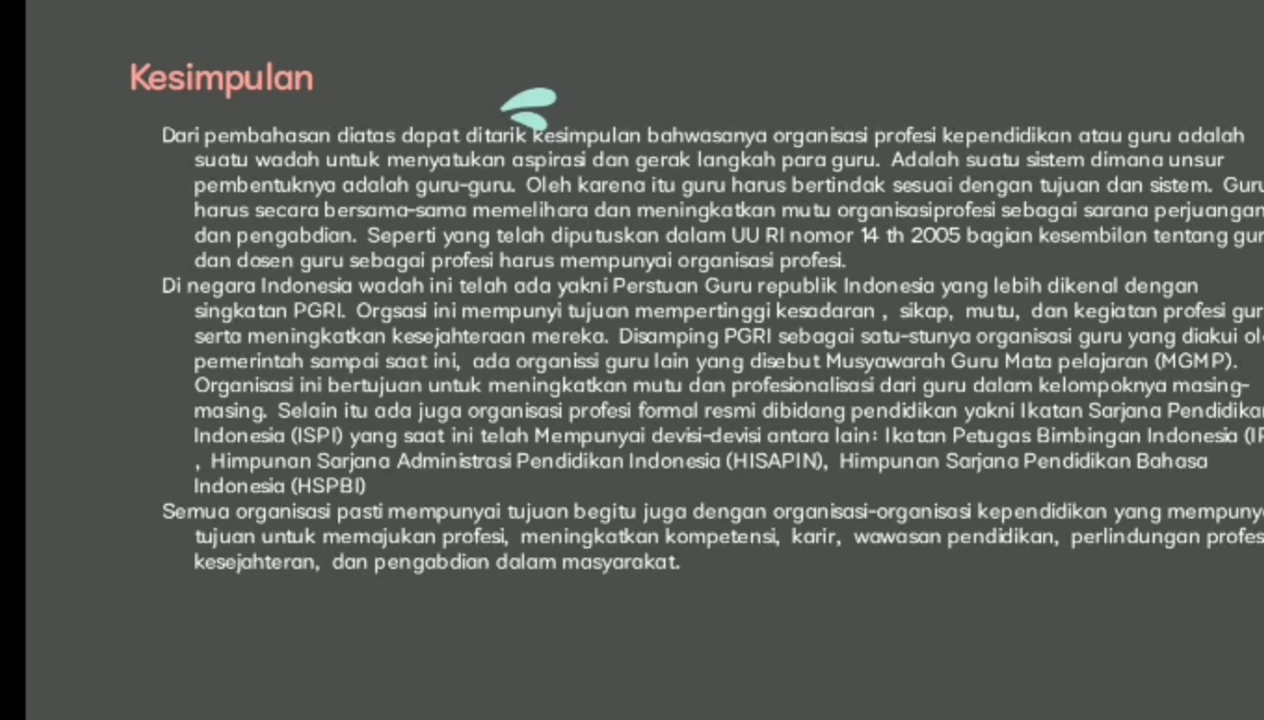 Kesimpulan
Dari pembahasan diatas dapat ditarik kesimpulan bahwasanya organisasi profesi kependidikan atau guru adalah
suatu wadah untuk menyatukan aspirasi dan gerak langkah para guru. Adalah suatu sistem dimana unsur
pembentuknya adalah guru-guru. Oleh karena itu guru harus bertindak sesuai dengan tujuan dan sistem. Guru
harus secara bersama-sama memelihara dan meningkatkan mutu organisasiprofesi sebagai sarana perjuangan
dan pengabdian. Seperti yang telah diputuskan dalam UU RI nomor 14 th 2005 bagian kesembilan tentang gur
dan dosen guru sebagai profesi harus mempunyai organisasi profesi.
Di negara Indonesia wadah ini telah ada yakni Perstuan Guru republik Indonesia yang lebih dikenal dengan
singkatan PGRI. Orgsasi ini mempunyi tujuan mempertinggi kesadaran , sikap, mutu, dan kegiatan profesi gur
serta meningkatkan kesejahteraan mereka. Disamping PGRI sebagai satu-stunya organisasi guru yang diakui ol
pemerintah sampai saat ini, ada organissi guru lain yang disebut Musyawarah Guru Mata pelajaran (MGMP).
Organisasi ini bertujuan untuk meningkatkan mutu dan profesionalisasi dari guru dalam kelompoknya masing-
masing. Selain itu ada juga organisasi profesi formal resmi dibidang pendidikan yakni Ikatan Sarjana Pendidikan
Indonesia (ISPI) yang saat ini telah Mempunyai devisi-devisi antara lain: Ikatan Petugas Bimbingan Indonesia (IP
, Himpunan Sarjana Administrasi Pendidikan Indonesia (HISAPIN), Himpunan Sarjana Pendidikan Bahasa
Indonesia (HSPBI)
Semua organisasi pasti mempunyai tujuan begitu juga dengan organisasi-organisasi kependidikan yang mempuny
tujuan untuk memajukan profesi, meningkatkan kompetensi, karir, wawasan pendidikan, perlindungan profes
kesejahteran, dan pengabdian dalam masyarakat.